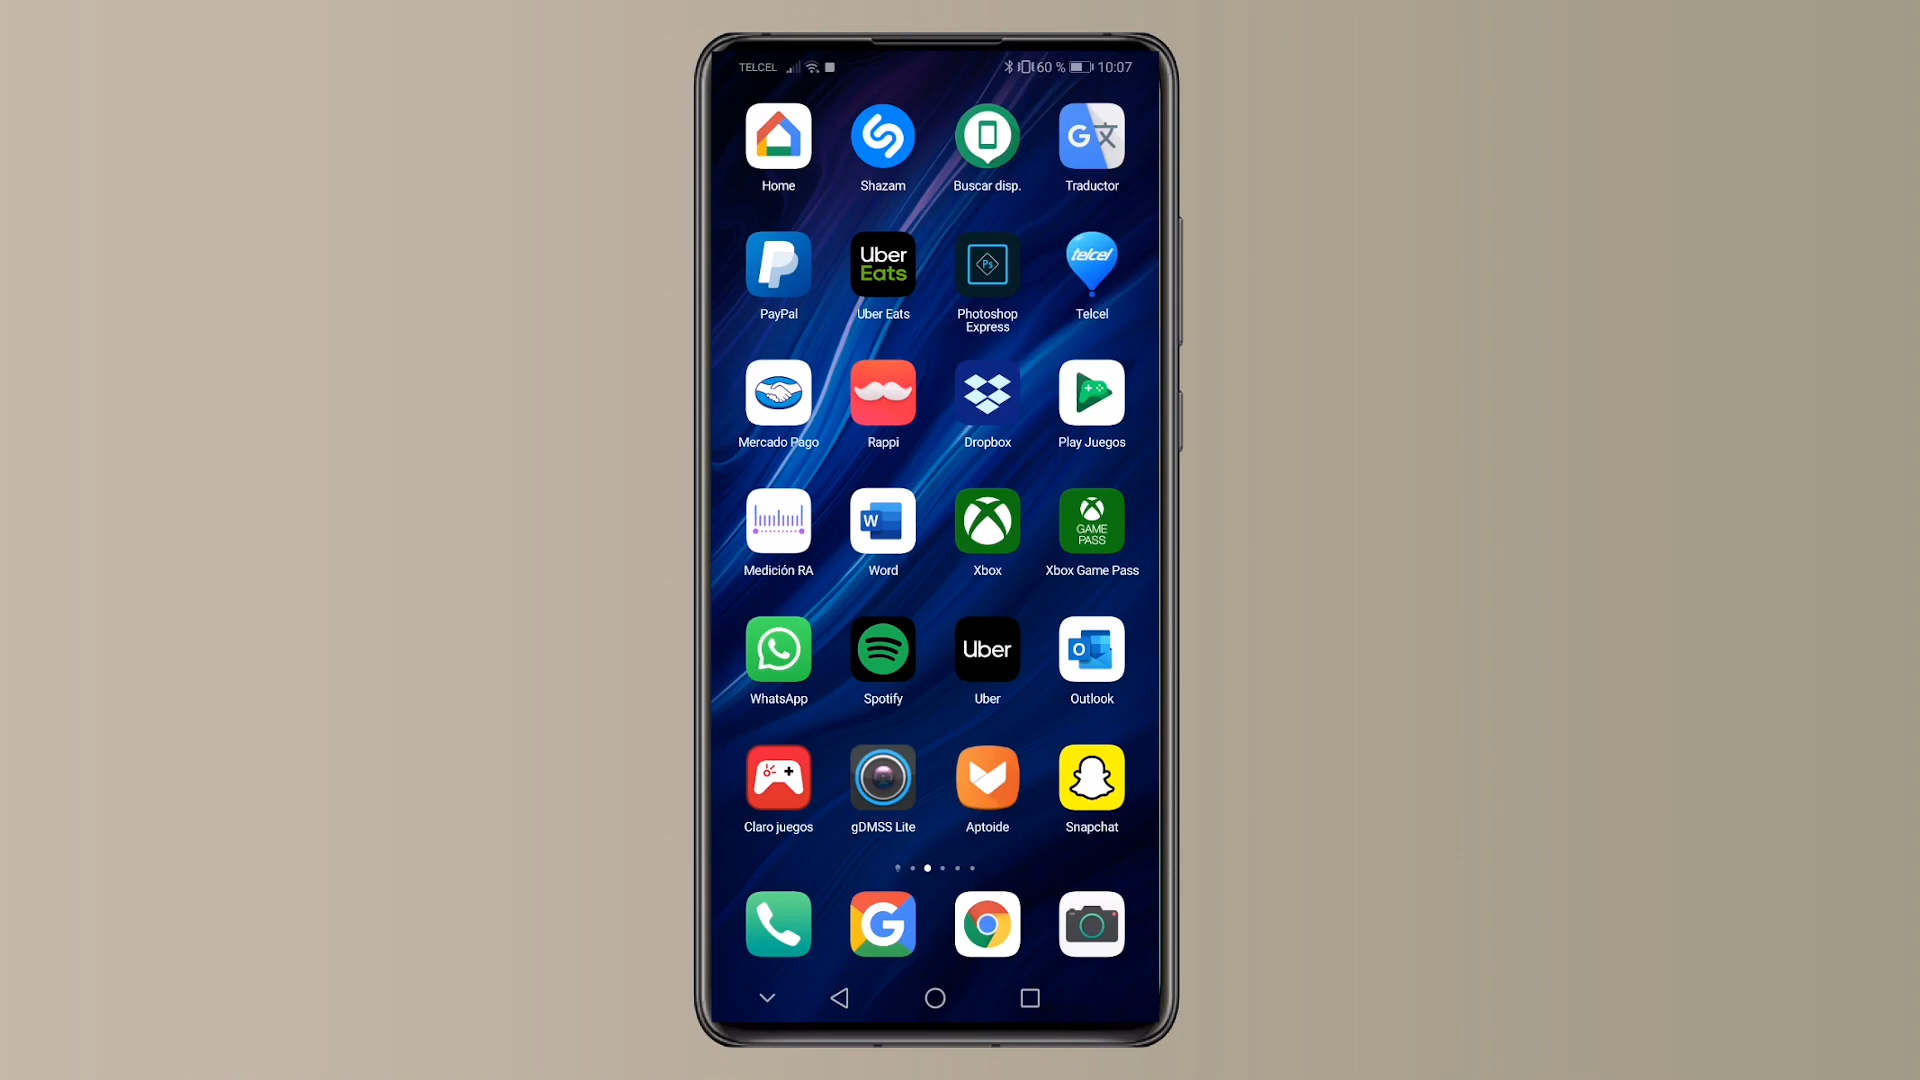 TELCEL 60 % 10:07
Home Shazam Buscar disp. Traductor
Uber Eats Ps telcel
PayPal Uber Eats Photoshop Express Telcel
Mercado Pago Rappi Dropbox Play Juegos
W GAME PASS
Medición RA Word Xbox Xbox Game Pass
Uber O
WhatsApp Spotify Uber Outlook
Claro juegos gDMSS Lite Aptoide Snapchat
G